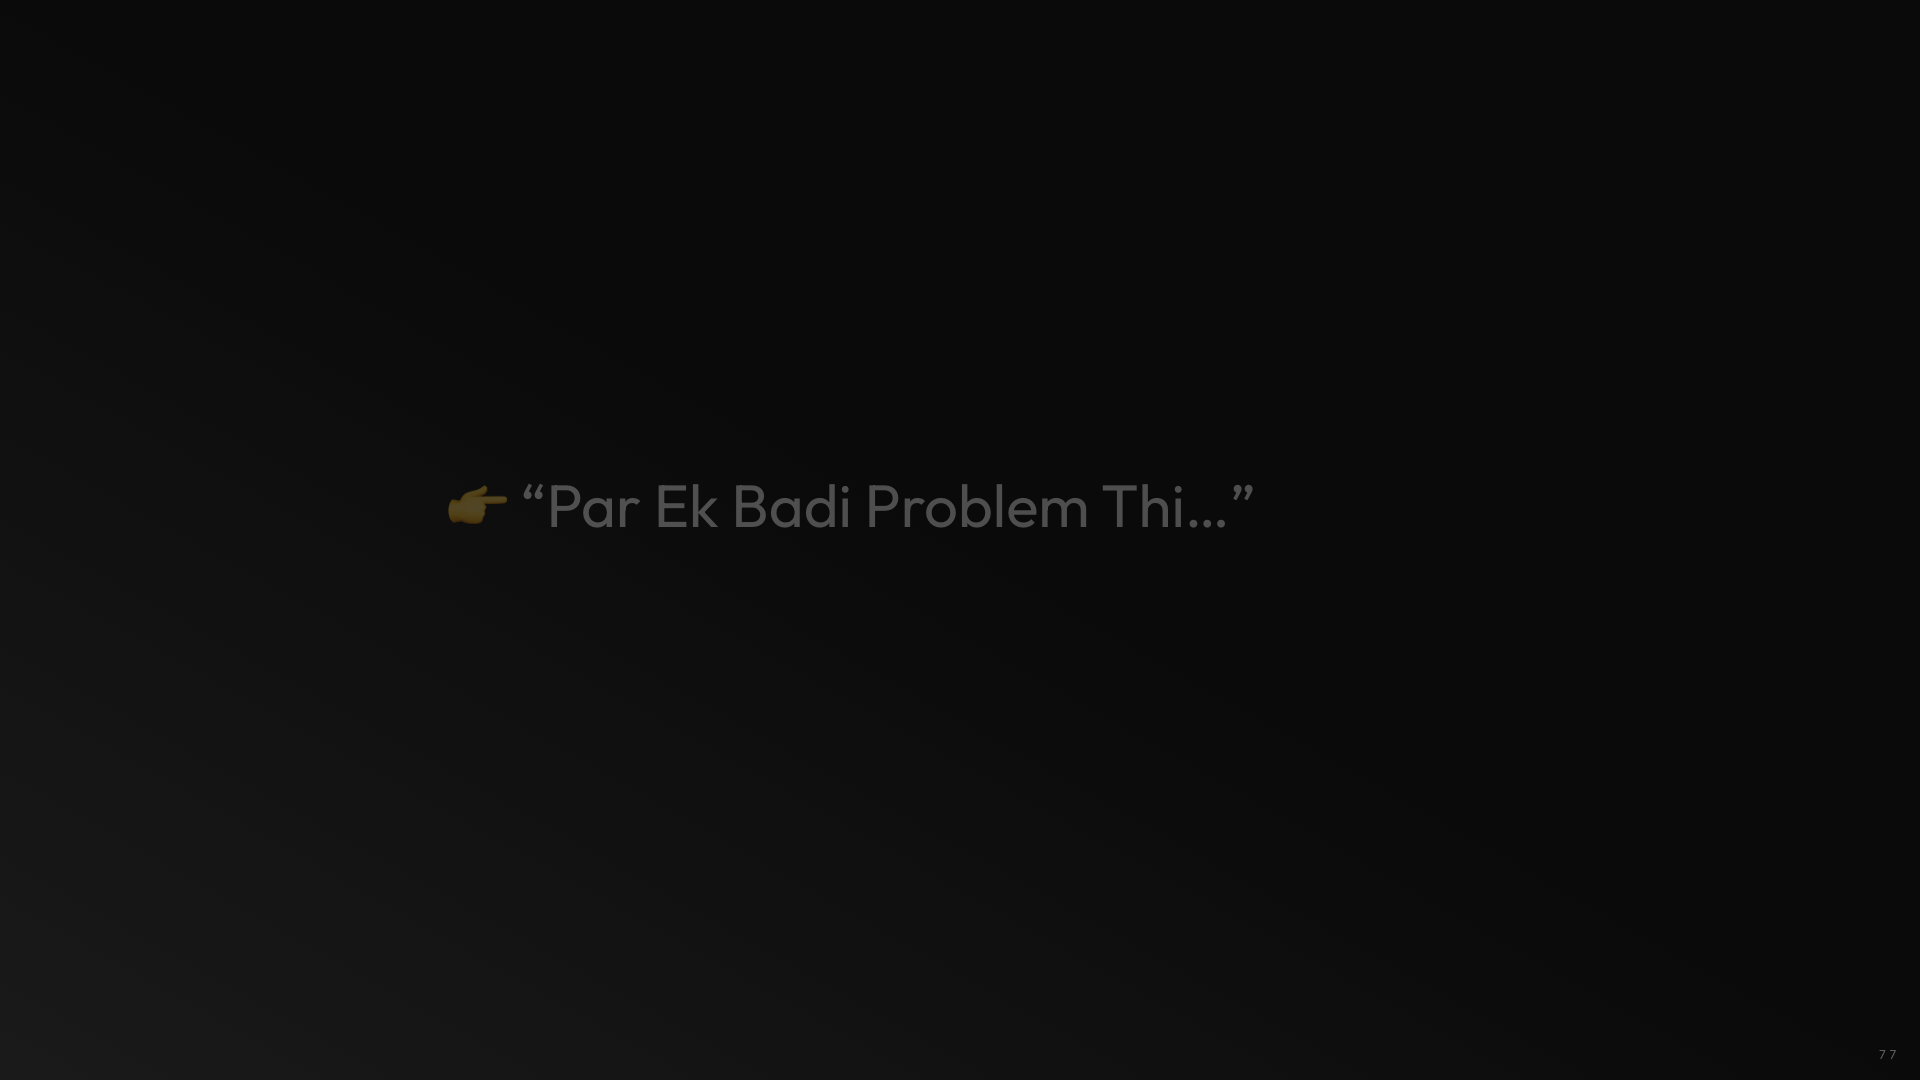 👉 “Par Ek Badi Problem Thi...”
77